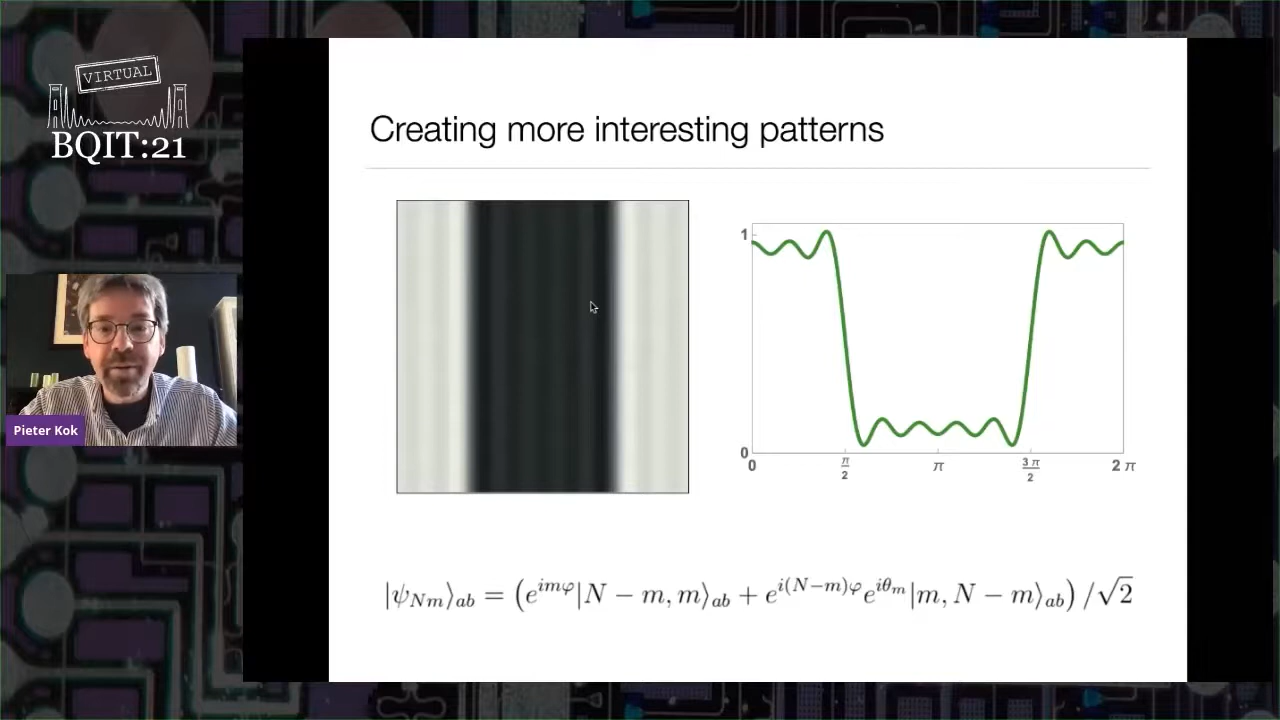 VIRTUAL
BQIT:21
Creating more interesting patterns
1
0
0 π/2 π 3π/2 2π
Pieter Kok
|ψ_{Nm}⟩_{ab} = (e^{imφ}|N − m, m⟩_{ab} + e^{i(N−m)φ}e^{iθ_m}|m, N − m⟩_{ab}) /√2